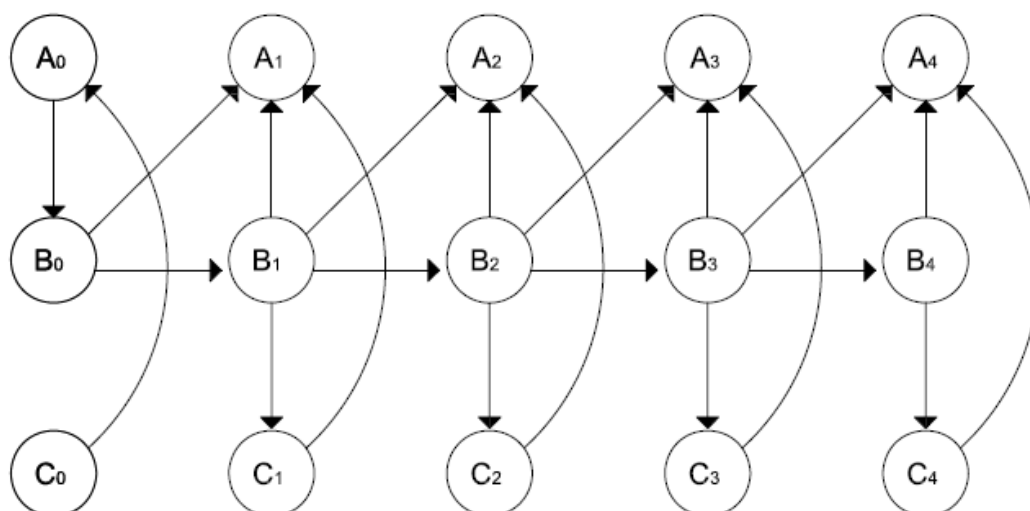 A₀ A₁ A₂ A₃ A₄
B₀ B₁ B₂ B₃ B₄
C₀ C₁ C₂ C₃ C₄